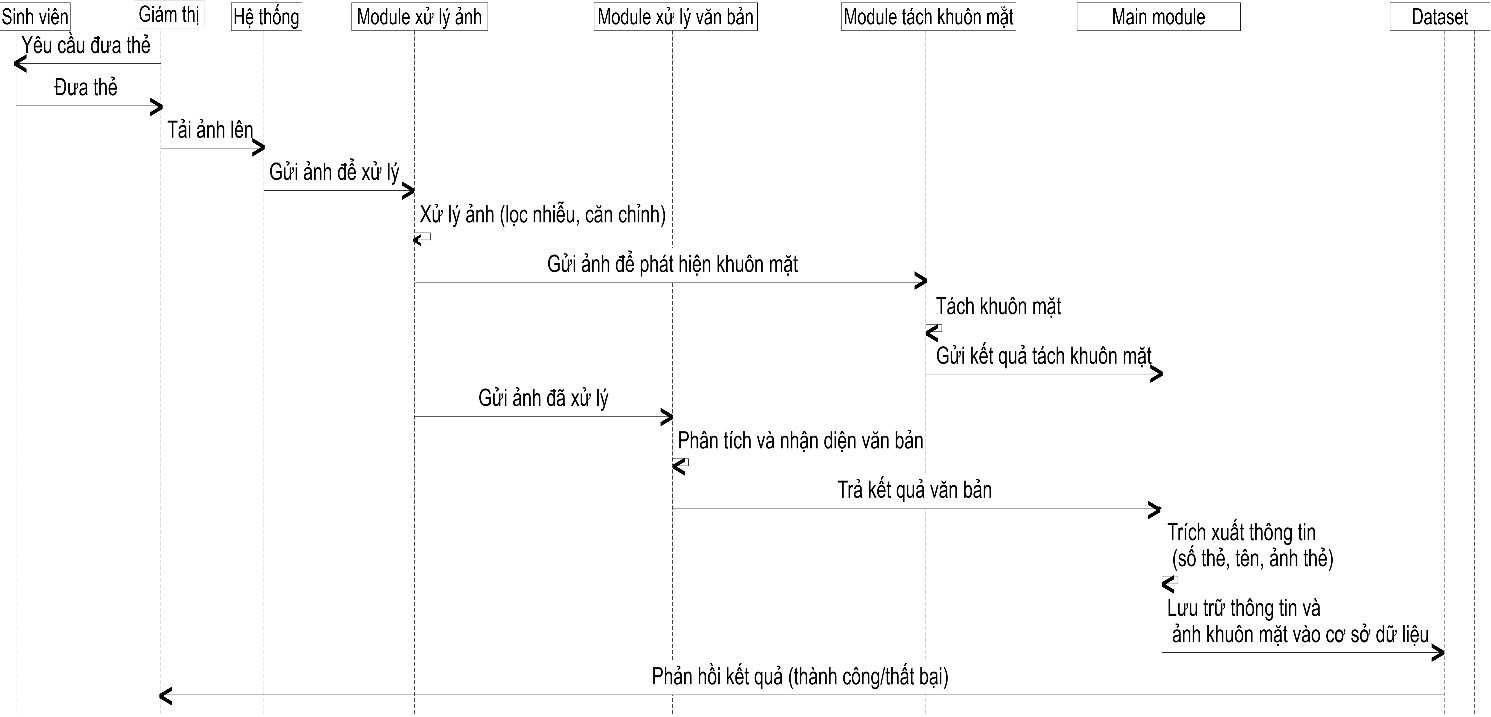 Sinh viên
Giám thị
Hệ thống
Module xử lý ảnh
Module xử lý văn bản
Module tách khuôn mặt
Main module
Dataset
Yêu cầu đưa thẻ
Đưa thẻ
Tải ảnh lên
Gửi ảnh để xử lý
Xử lý ảnh (lọc nhiễu, căn chỉnh)
Gửi ảnh để phát hiện khuôn mặt
Tách khuôn mặt
Gửi kết quả tách khuôn mặt
Gửi ảnh đã xử lý
Phân tích và nhận diện văn bản
Trả kết quả văn bản
Trích xuất thông tin
(số thẻ, tên, ảnh thẻ)
Lưu trữ thông tin và
ảnh khuôn mặt vào cơ sở dữ liệu
Phản hồi kết quả (thành công/thất bại)